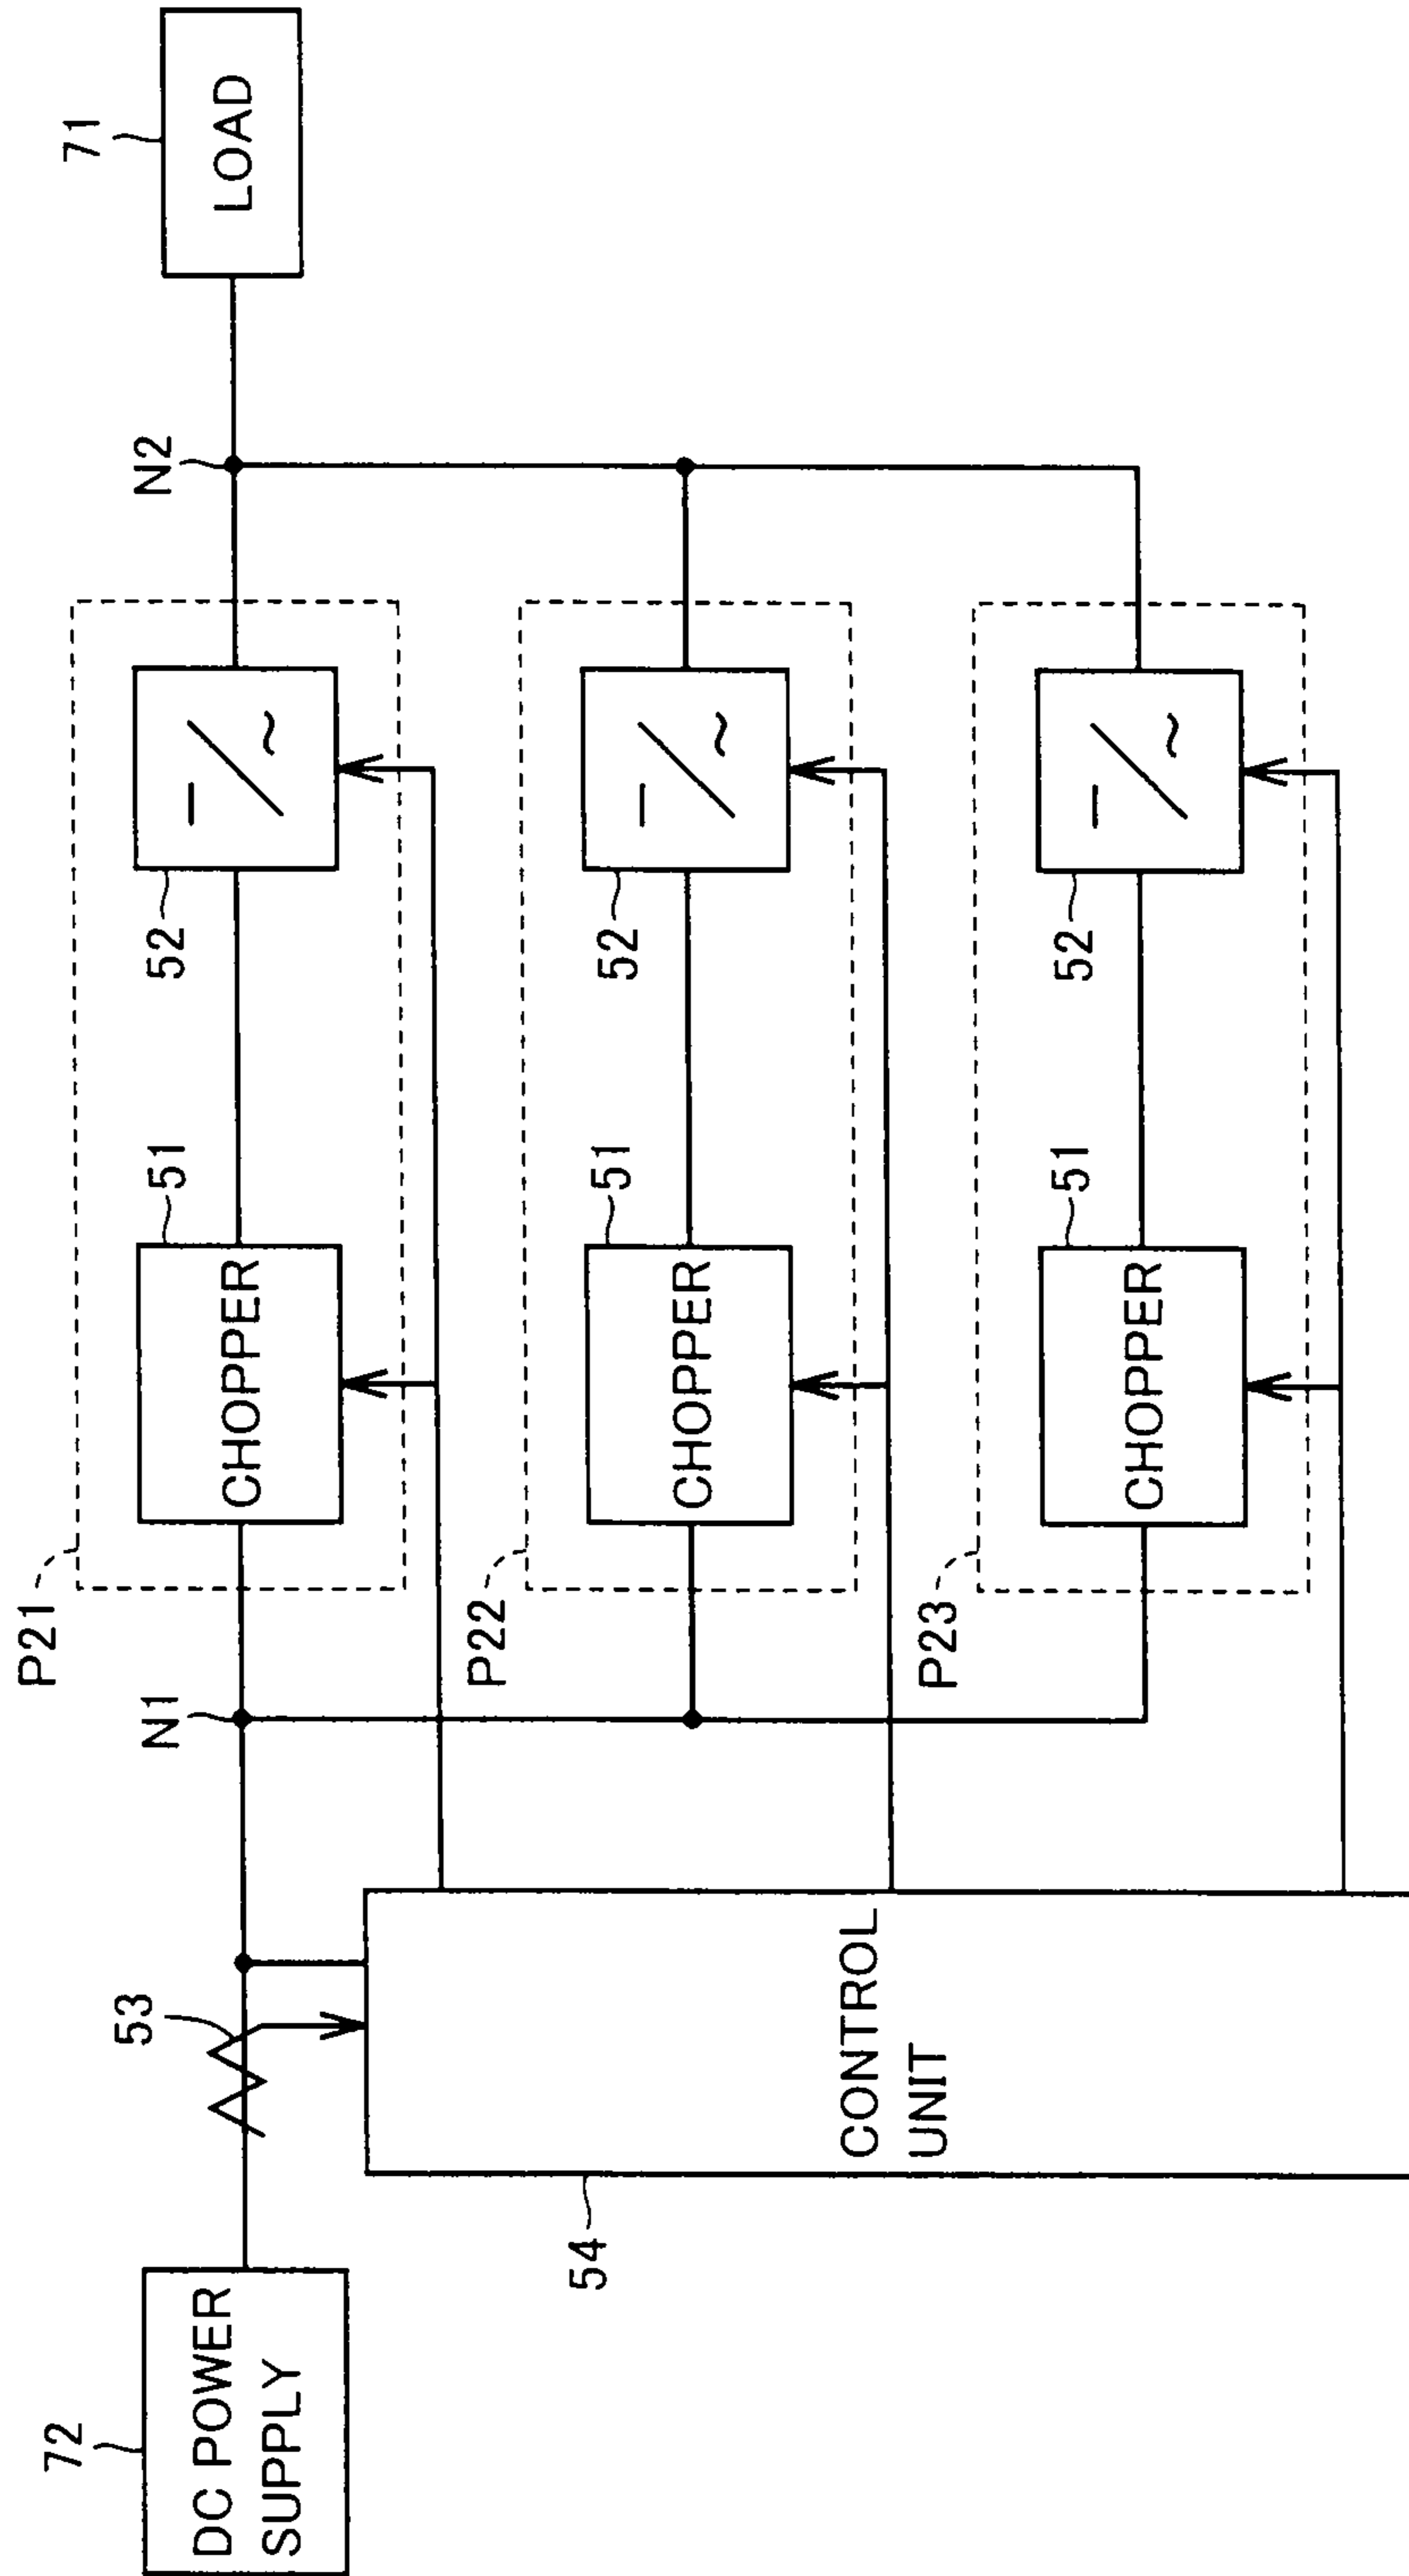 71
LOAD
N2
P21
52
51
CHOPPER
N1
P22
52
51
CHOPPER
P23
52
51
CHOPPER
53
CONTROL
UNIT
54
72
DC POWER
SUPPLY